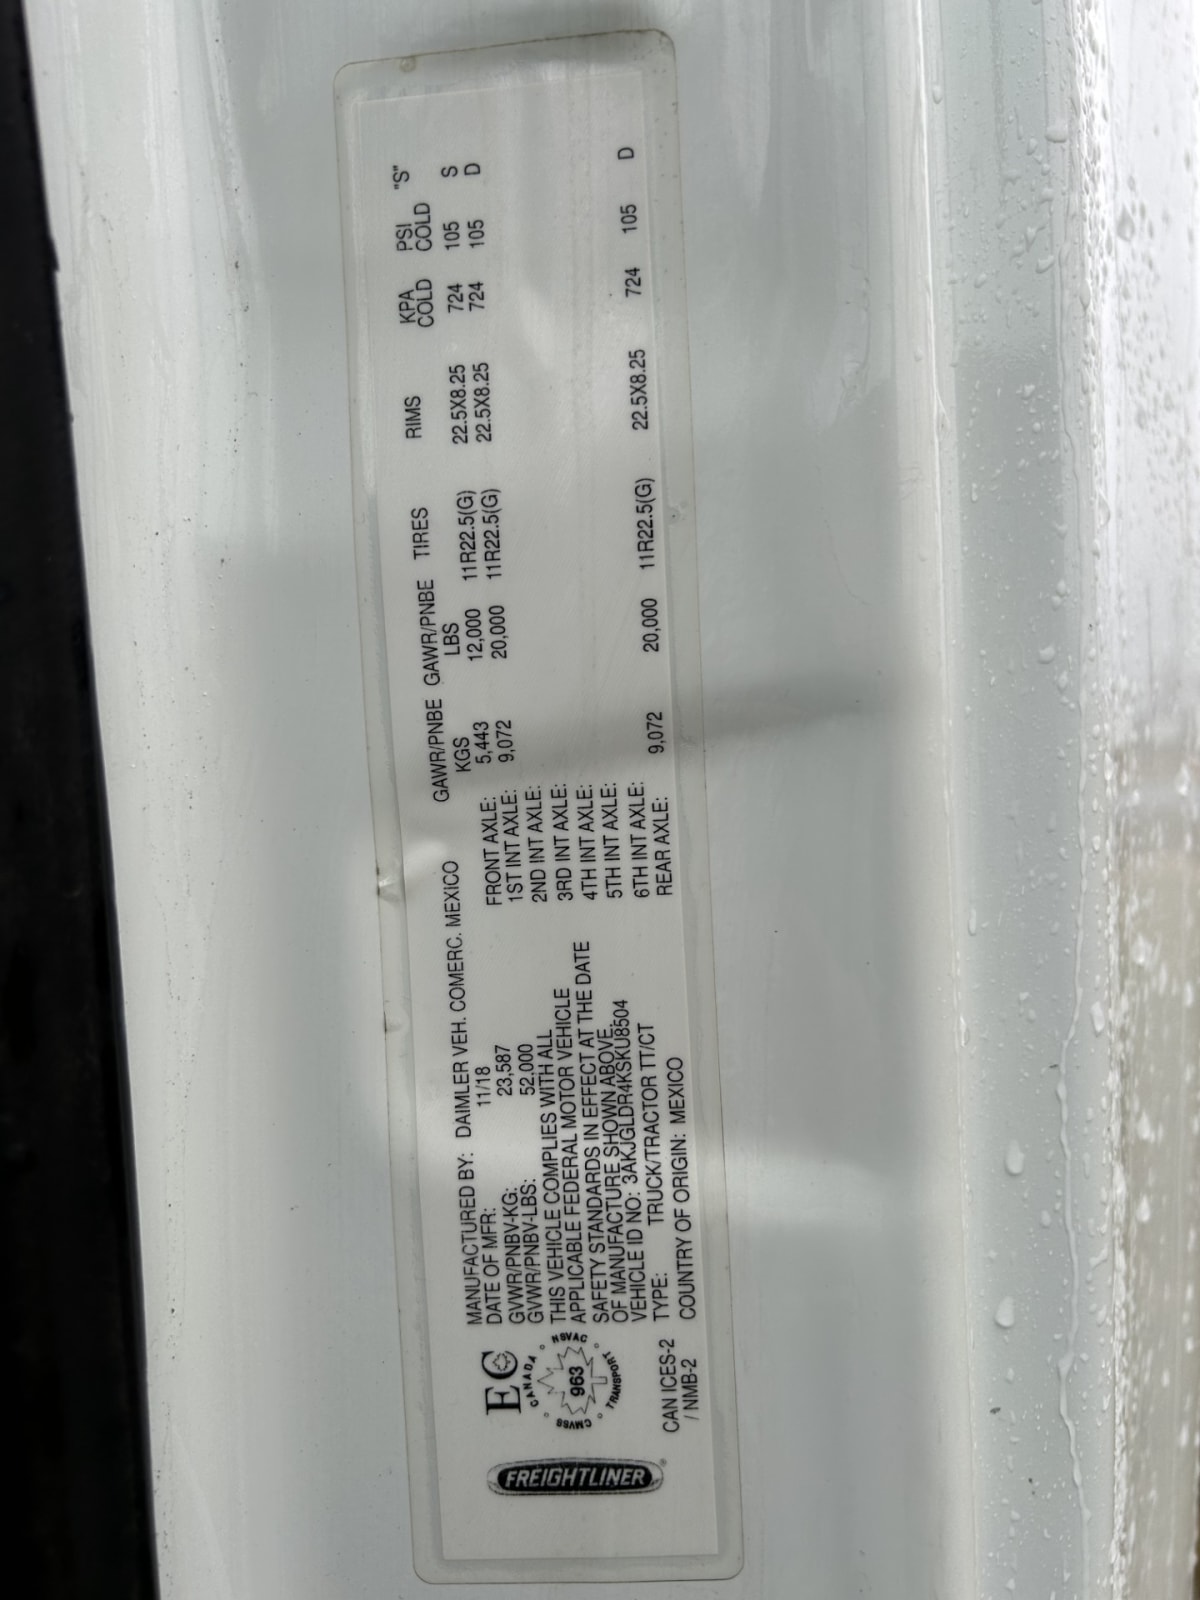 FREIGHTLINER®
EC
CANADA
NSVAC
TRANSPORT
CMVSS
963
CAN ICES-2
/ NMB-2
MANUFACTURED BY: DAIMLER VEH. COMERC. MEXICO
DATE OF MFR: 11/18
GVWR/PNBV-KG: 23,587
GVWR/PNBV-LBS: 52,000
THIS VEHICLE COMPLIES WITH ALL
APPLICABLE FEDERAL MOTOR VEHICLE
SAFETY STANDARDS IN EFFECT AT THE DATE
OF MANUFACTURE SHOWN ABOVE.
VEHICLE ID NO: 3AKJGLDR4KSKU8504
TYPE: TRUCK/TRACTOR TT/CT
COUNTRY OF ORIGIN: MEXICO
GAWR/PNBE GAWR/PNBE TIRES RIMS KPA PSI "S"
KGS LBS COLD COLD
FRONT AXLE: 5,443 12,000 11R22.5(G) 22.5X8.25 724 105 S
1ST INT AXLE: 9,072 20,000 11R22.5(G) 22.5X8.25 724 105 D
2ND INT AXLE:
3RD INT AXLE:
4TH INT AXLE:
5TH INT AXLE:
6TH INT AXLE:
REAR AXLE: 9,072 20,000 11R22.5(G) 22.5X8.25 724 105 D